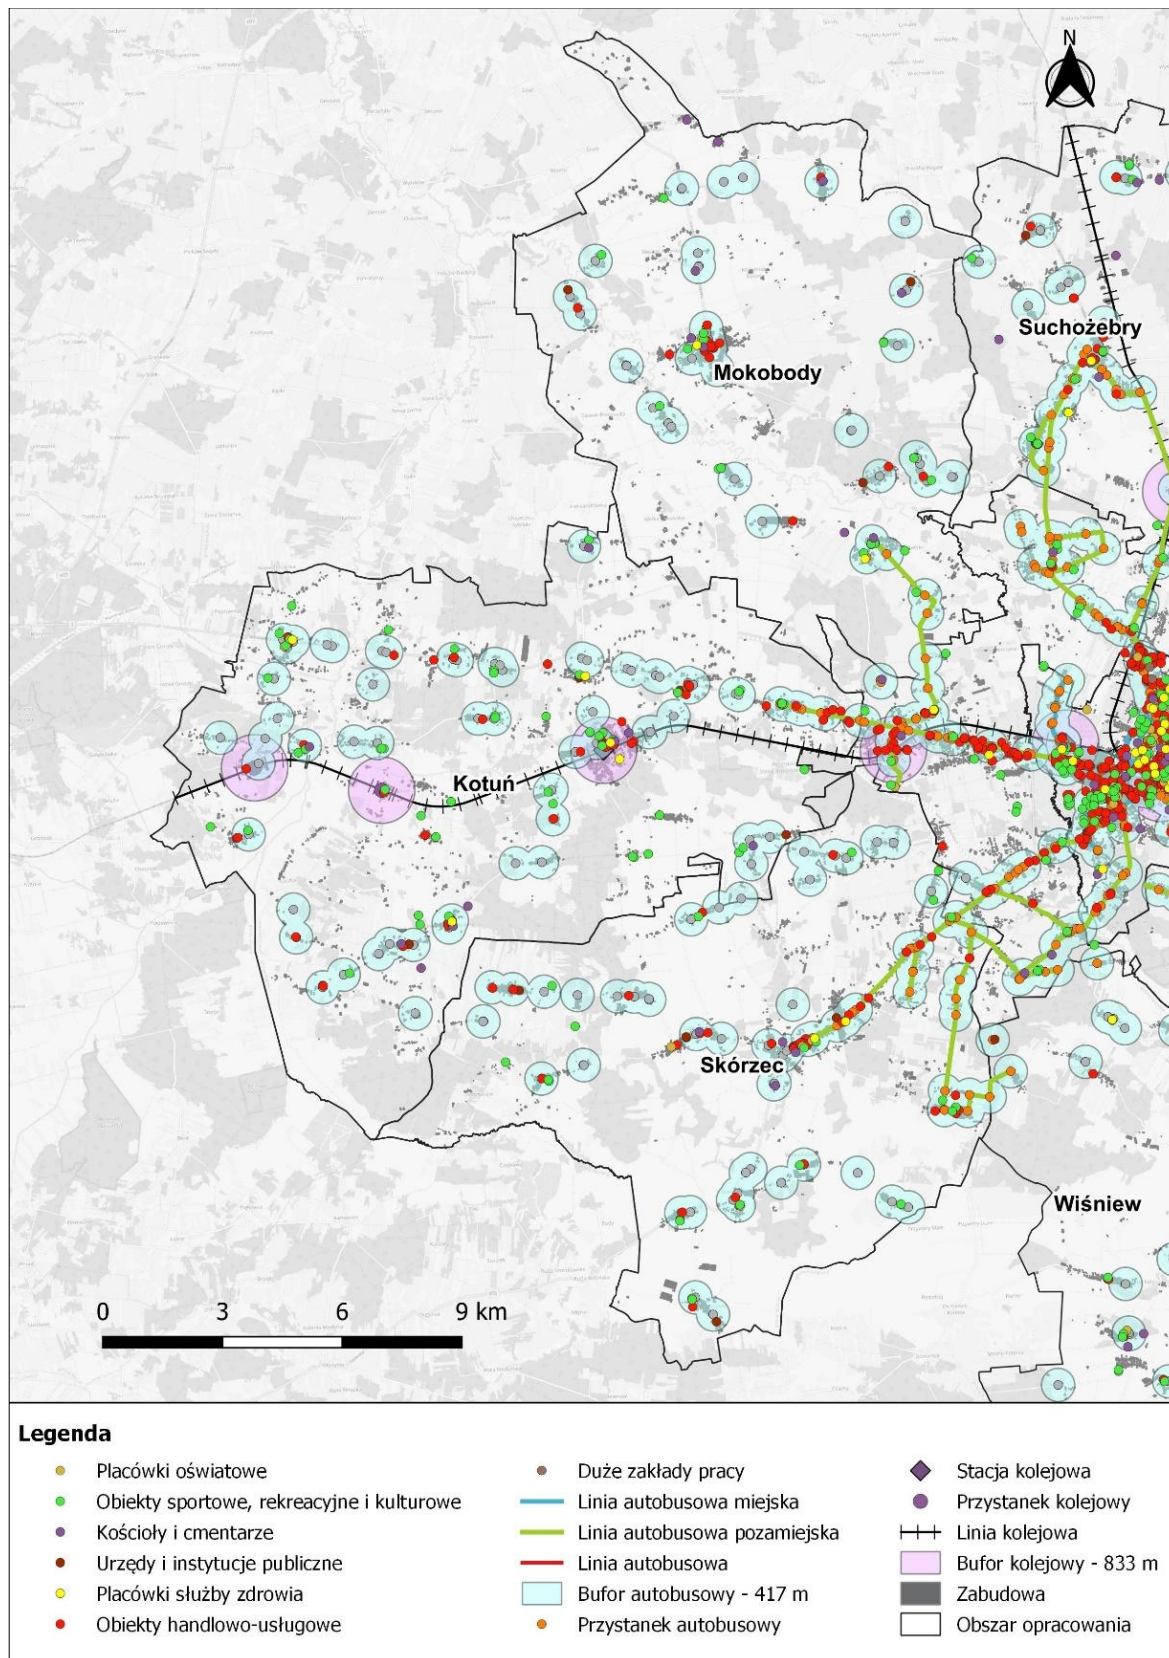 N
Suchożebry
Mokobody
Kotuń
Skórzec
Wiśniew
0 3 6 9 km
Legenda
Placówki oświatowe
Obiekty sportowe, rekreacyjne i kulturowe
Kościoły i cmentarze
Urzędy i instytucje publiczne
Placówki służby zdrowia
Obiekty handlowo-usługowe
Duże zakłady pracy
Linia autobusowa miejska
Linia autobusowa pozamiejska
Linia autobusowa
Bufor autobusowy - 417 m
Przystanek autobusowy
Stacja kolejowa
Przystanek kolejowy
Linia kolejowa
Bufor kolejowy - 833 m
Zabudowa
Obszar opracowania